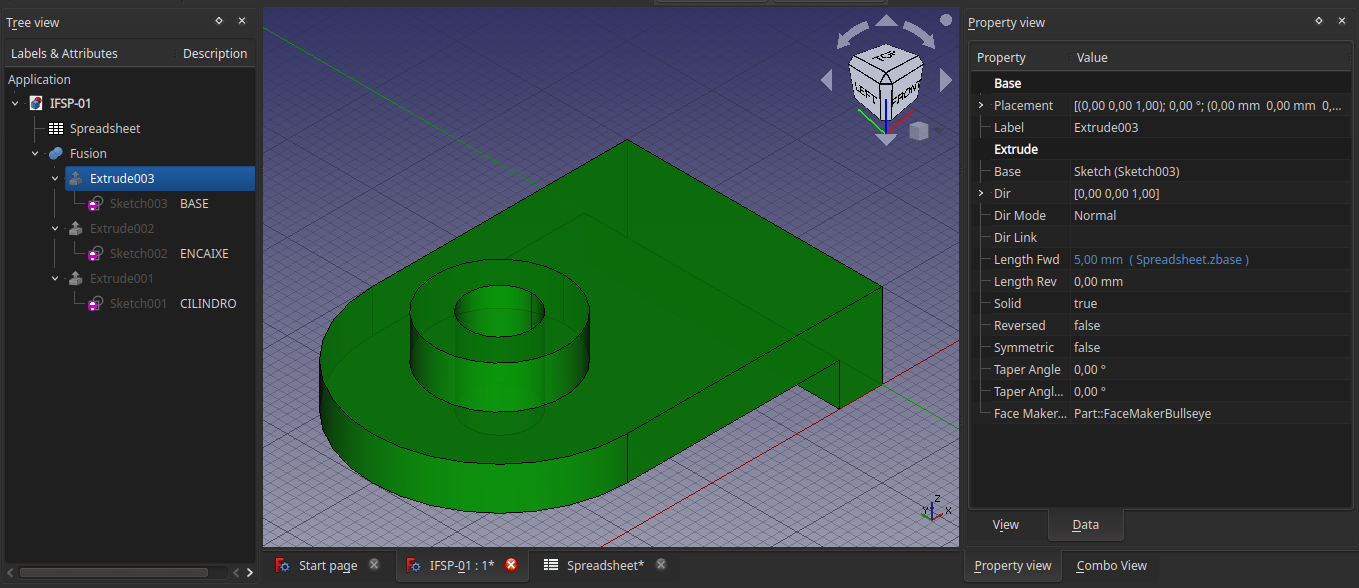 Tree view
Labels & Attributes Description
Application
IFSP-01
Spreadsheet
Fusion
Extrude003
Sketch003 BASE
Extrude002
Sketch002 ENCAIXE
Extrude001
Sketch001 CILINDRO
TOP
LEFT
FRONT
Z
Y
X
Start page
IFSP-01 : 1*
Spreadsheet*
Property view
Property Value
Base
Placement [(0,00 0,00 1,00); 0,00 °; (0,00 mm 0,00 mm 0,...
Label Extrude003
Extrude
Base Sketch (Sketch003)
Dir [0,00 0,00 1,00]
Dir Mode Normal
Dir Link
Length Fwd 5,00 mm ( Spreadsheet.zbase )
Length Rev 0,00 mm
Solid true
Reversed false
Symmetric false
Taper Angle 0,00 °
Taper Angl... 0,00 °
Face Maker... Part::FaceMakerBullseye
View Data
Property view Combo View